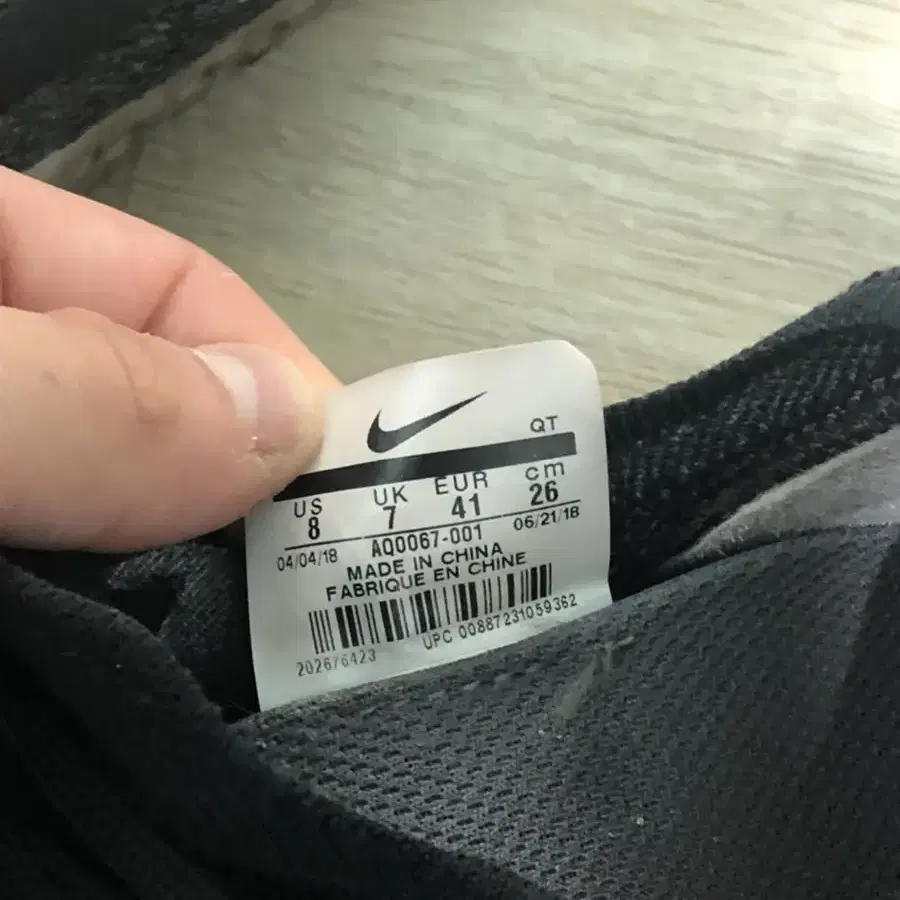 QT
US UK EUR cm
8 7 41 26
04/04/18 AQ0067-001 06/21/18
MADE IN CHINA
FABRIQUE EN CHINE
2026/6423 UPC 00887231059362